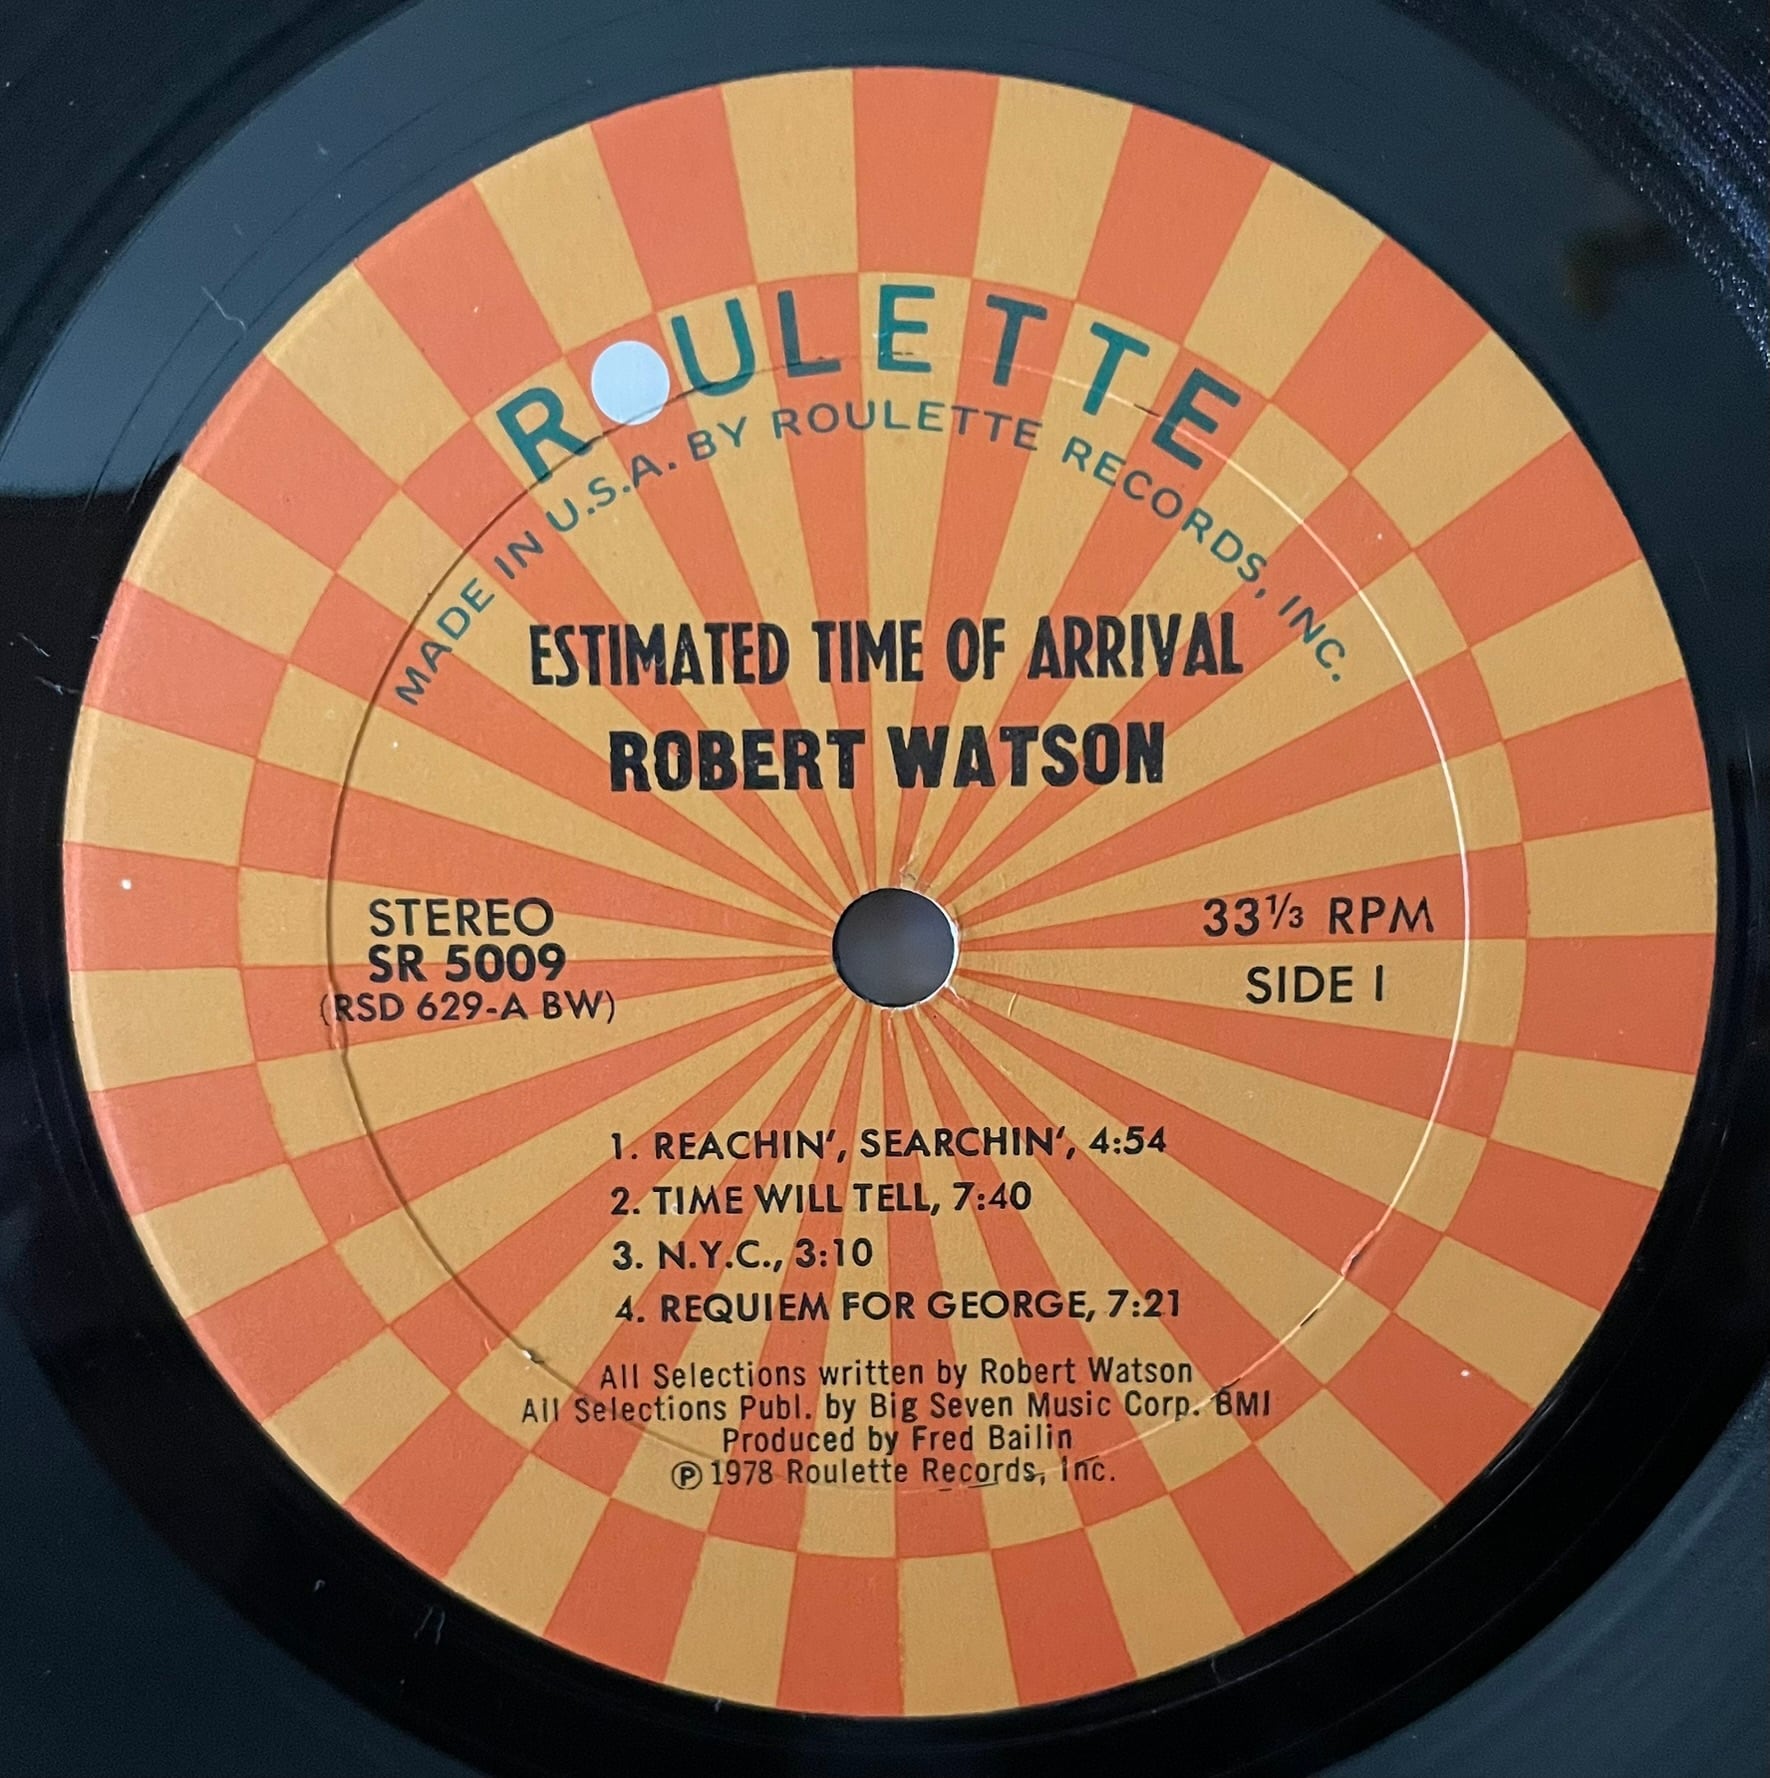 ROULETTE
MADE IN U.S.A. BY ROULETTE RECORDS, INC.
ESTIMATED TIME OF ARRIVAL
ROBERT WATSON
STEREO
SR 5009
(RSD 629-A BW)
33⅓ RPM
SIDE 1
1. REACHIN', SEARCHIN', 4:54
2. TIME WILL TELL, 7:40
3. N.Y.C., 3:10
4. REQUIEM FOR GEORGE, 7:21
All Selections written by Robert Watson
All Selections Publ. by Big Seven Music Corp. BMI
Produced by Fred Bailin
℗ 1978 Roulette Records, Inc.